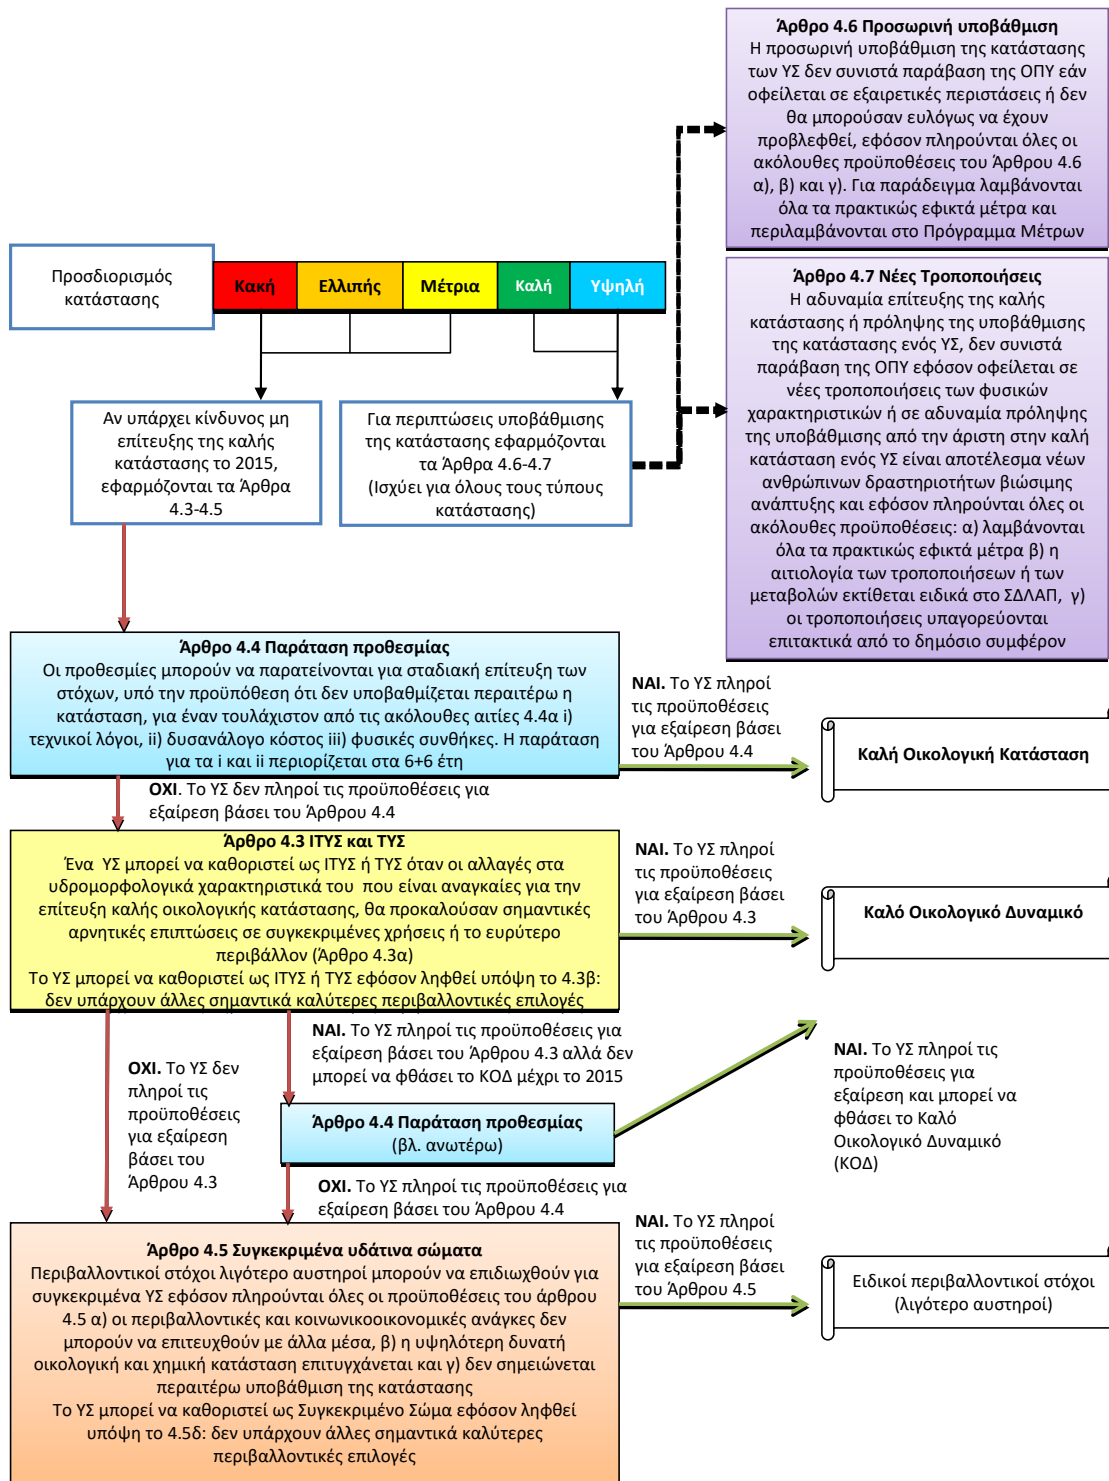 Άρθρο 4.6 Προσωρινή υποβάθμιση
Η προσωρινή υποβάθμιση της κατάστασης
των ΥΣ δεν συνιστά παράβαση της ΟΠΥ εάν
οφείλεται σε εξαιρετικές περιστάσεις ή δεν
θα μπορούσαν ευλόγως να έχουν
προβλεφθεί, εφόσον πληρούνται όλες οι
ακόλουθες προϋποθέσεις του Άρθρου 4.6
α), β) και γ). Για παράδειγμα λαμβάνονται
όλα τα πρακτικώς εφικτά μέτρα και
περιλαμβάνονται στο Πρόγραμμα Μέτρων
Προσδιορισμός
κατάστασης
Κακή
Ελλιπής
Μέτρια
Καλή
Υψηλή
Άρθρο 4.7 Νέες Τροποποιήσεις
Η αδυναμία επίτευξης της καλής
κατάστασης ή πρόληψης της υποβάθμισης
της κατάστασης ενός ΥΣ, δεν συνιστά
παράβαση της ΟΠΥ εφόσον οφείλεται σε
νέες τροποποιήσεις των φυσικών
χαρακτηριστικών ή σε αδυναμία πρόληψης
της υποβάθμισης από την άριστη στην καλή
κατάσταση ενός ΥΣ είναι αποτέλεσμα νέων
ανθρώπινων δραστηριοτήτων βιώσιμης
ανάπτυξης και εφόσον πληρούνται όλες οι
ακόλουθες προϋποθέσεις: α) λαμβάνονται
όλα τα πρακτικώς εφικτά μέτρα β) η
αιτιολογία των τροποποιήσεων ή των
μεταβολών εκτίθεται ειδικά στο ΣΔΛΑΠ, γ)
οι τροποποιήσεις υπαγορεύονται
επιτακτικά από το δημόσιο συμφέρον
Αν υπάρχει κίνδυνος μη
επίτευξης της καλής
κατάστασης το 2015,
εφαρμόζονται τα Άρθρα
4.3-4.5
Για περιπτώσεις υποβάθμισης
της κατάστασης εφαρμόζονται
τα Άρθρα 4.6-4.7
(Ισχύει για όλους τους τύπους
κατάστασης)
Άρθρο 4.4 Παράταση προθεσμίας
Οι προθεσμίες μπορούν να παρατείνονται για σταδιακή επίτευξη των
στόχων, υπό την προϋπόθεση ότι δεν υποβαθμίζεται περαιτέρω η
κατάσταση, για έναν τουλάχιστον από τις ακόλουθες αιτίες 4.4α i)
τεχνικοί λόγοι, ii) δυσανάλογο κόστος iii) φυσικές συνθήκες. Η παράταση
για τα i και ii περιορίζεται στα 6+6 έτη
ΝΑΙ. Το ΥΣ πληροί
τις προϋποθέσεις
για εξαίρεση βάσει
του Άρθρου 4.4
Καλή Οικολογική Κατάσταση
ΟΧΙ. Το ΥΣ δεν πληροί τις προϋποθέσεις για
εξαίρεση βάσει του Άρθρου 4.4
Άρθρο 4.3 ΙΤΥΣ και ΤΥΣ
Ένα ΥΣ μπορεί να καθοριστεί ως ΙΤΥΣ ή ΤΥΣ όταν οι αλλαγές στα
υδρομορφολογικά χαρακτηριστικά του που είναι αναγκαίες για την
επίτευξη καλής οικολογικής κατάστασης, θα προκαλούσαν σημαντικές
αρνητικές επιπτώσεις σε συγκεκριμένες χρήσεις ή το ευρύτερο
περιβάλλον (Άρθρο 4.3α)
Το ΥΣ μπορεί να καθοριστεί ως ΙΤΥΣ ή ΤΥΣ εφόσον ληφθεί υπόψη το 4.3β:
δεν υπάρχουν άλλες σημαντικά καλύτερες περιβαλλοντικές επιλογές
ΝΑΙ. Το ΥΣ πληροί
τις προϋποθέσεις
για εξαίρεση βάσει
του Άρθρου 4.3
Καλό Οικολογικό Δυναμικό
ΟΧΙ. Το ΥΣ δεν
πληροί τις
προϋποθέσεις
για εξαίρεση
βάσει του
Άρθρου 4.3
ΝΑΙ. Το ΥΣ πληροί τις προϋποθέσεις για
εξαίρεση βάσει του Άρθρου 4.3 αλλά δεν
μπορεί να φθάσει το ΚΟΔ μέχρι το 2015
Άρθρο 4.4 Παράταση προθεσμίας
(βλ. ανωτέρω)
ΝΑΙ. Το ΥΣ πληροί τις
προϋποθέσεις για
εξαίρεση και μπορεί να
φθάσει το Καλό
Οικολογικό Δυναμικό
(ΚΟΔ)
ΟΧΙ. Το ΥΣ πληροί τις προϋποθέσεις για
εξαίρεση βάσει του Άρθρου 4.4
Άρθρο 4.5 Συγκεκριμένα υδάτινα σώματα
Περιβαλλοντικοί στόχοι λιγότερο αυστηροί μπορούν να επιδιωχθούν για
συγκεκριμένα ΥΣ εφόσον πληρούνται όλες οι προϋποθέσεις του άρθρου
4.5 α) οι περιβαλλοντικές και κοινωνικοοικονομικές ανάγκες δεν
μπορούν να επιτευχθούν με άλλα μέσα, β) η υψηλότερη δυνατή
οικολογική και χημική κατάσταση επιτυγχάνεται και γ) δεν σημειώνεται
περαιτέρω υποβάθμιση της κατάστασης
Το ΥΣ μπορεί να καθοριστεί ως Συγκεκριμένο Σώμα εφόσον ληφθεί
υπόψη το 4.5δ: δεν υπάρχουν άλλες σημαντικά καλύτερες
περιβαλλοντικές επιλογές
ΝΑΙ. Το ΥΣ πληροί
τις προϋποθέσεις
για εξαίρεση βάσει
του Άρθρου 4.5
Ειδικοί περιβαλλοντικοί στόχοι
(λιγότερο αυστηροί)